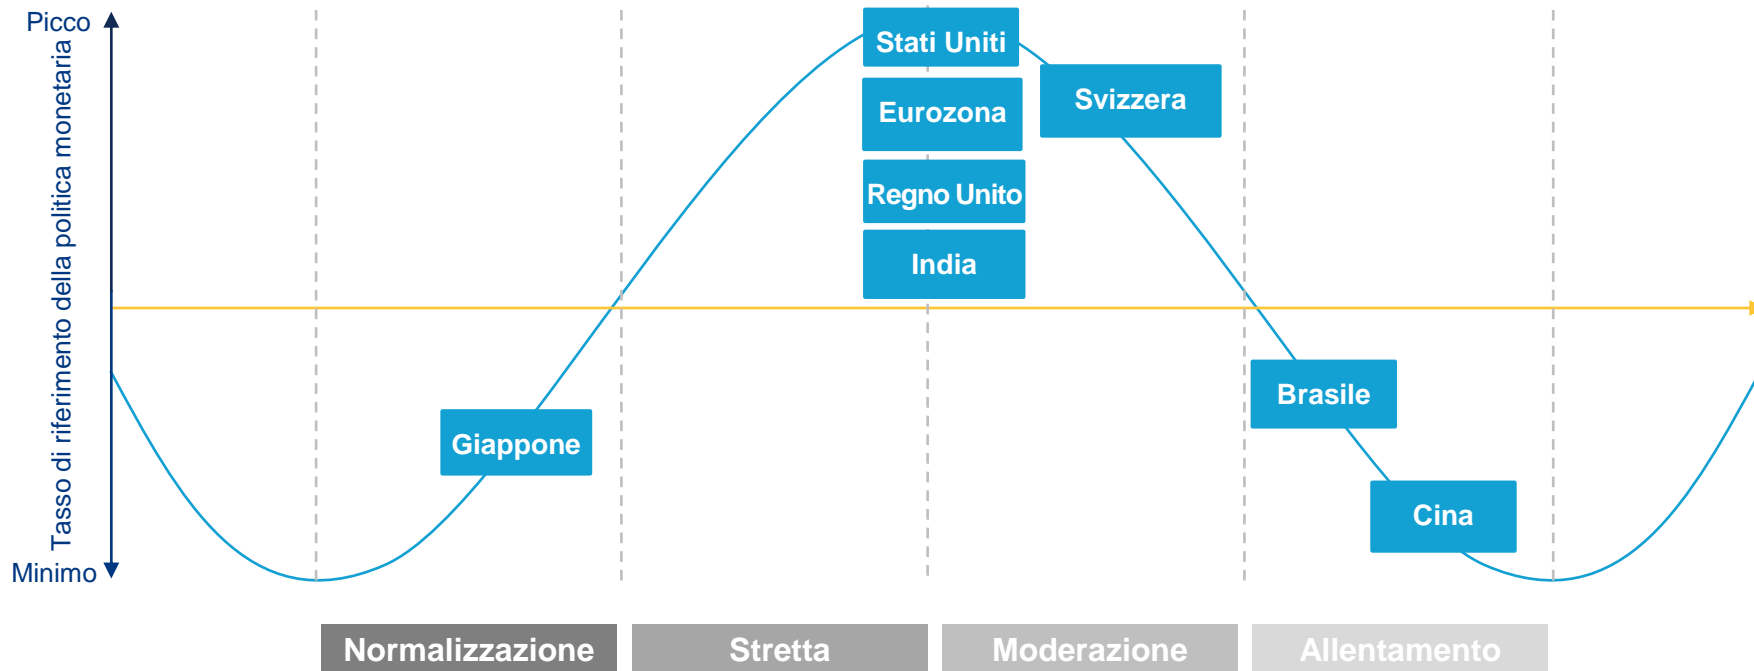 Picco
Tasso di riferimento della politica monetaria
Minimo
Stati Uniti
Eurozona
Regno Unito
India
Svizzera
Giappone
Brasile
Cina
Normalizzazione
Stretta
Moderazione
Allentamento